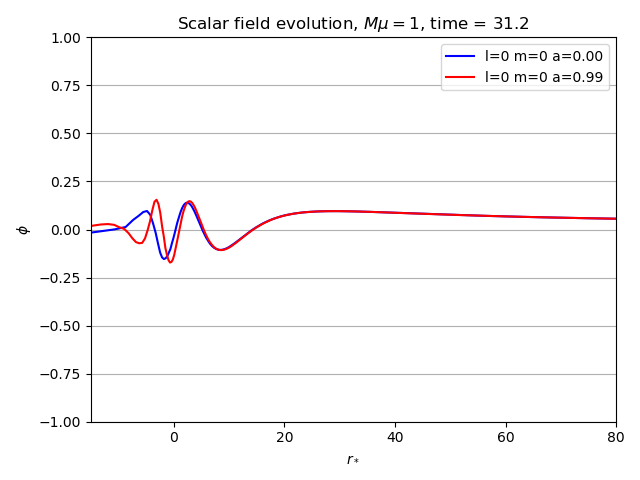 Scalar field evolution, Mμ = 1, time = 31.2
l=0 m=0 a=0.00
l=0 m=0 a=0.99
1.00
0.75
0.50
0.25
0.00
−0.25
−0.50
−0.75
−1.00
ϕ
0 20 40 60 80
r*